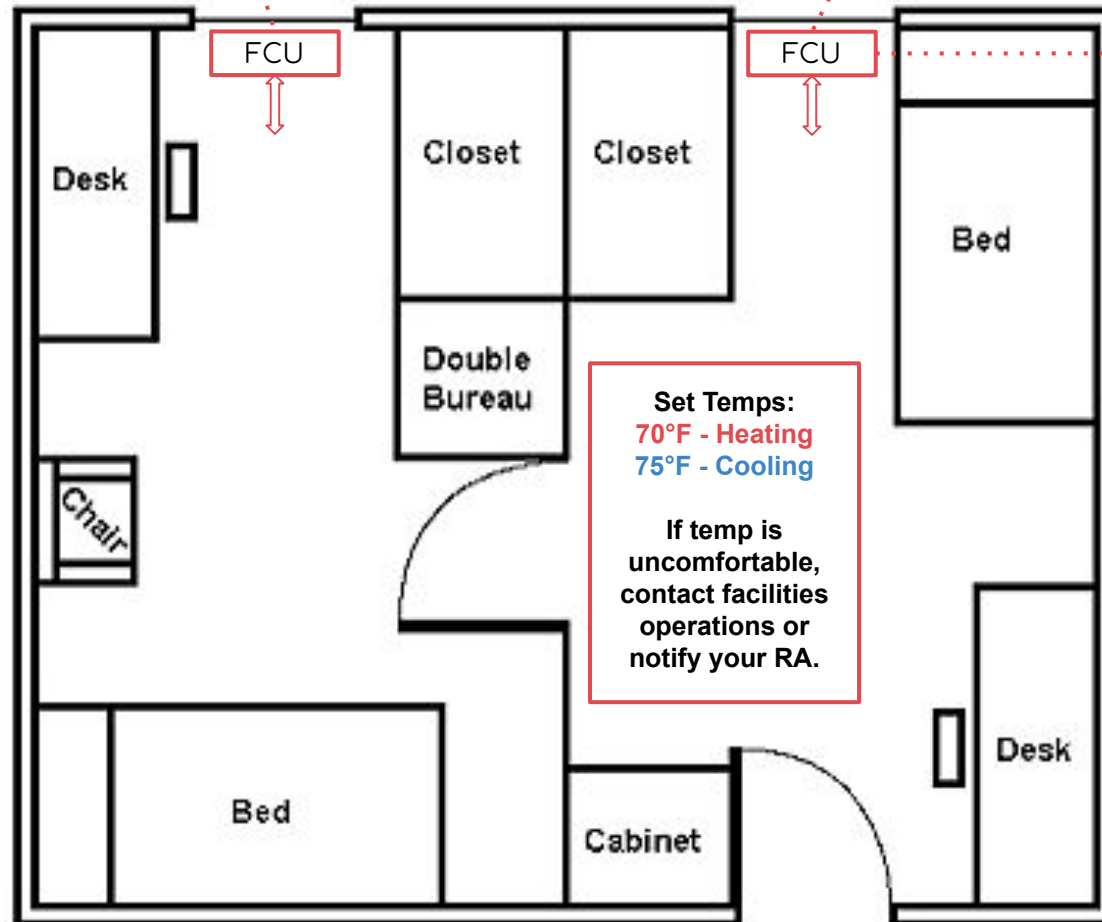 FCU
FCU
Desk
Closet
Closet
Bed
Double
Bureau
Set Temps:
70°F - Heating
75°F - Cooling
If temp is
uncomfortable,
contact facilities
operations or
notify your RA.
Chair
Bed
Cabinet
Desk